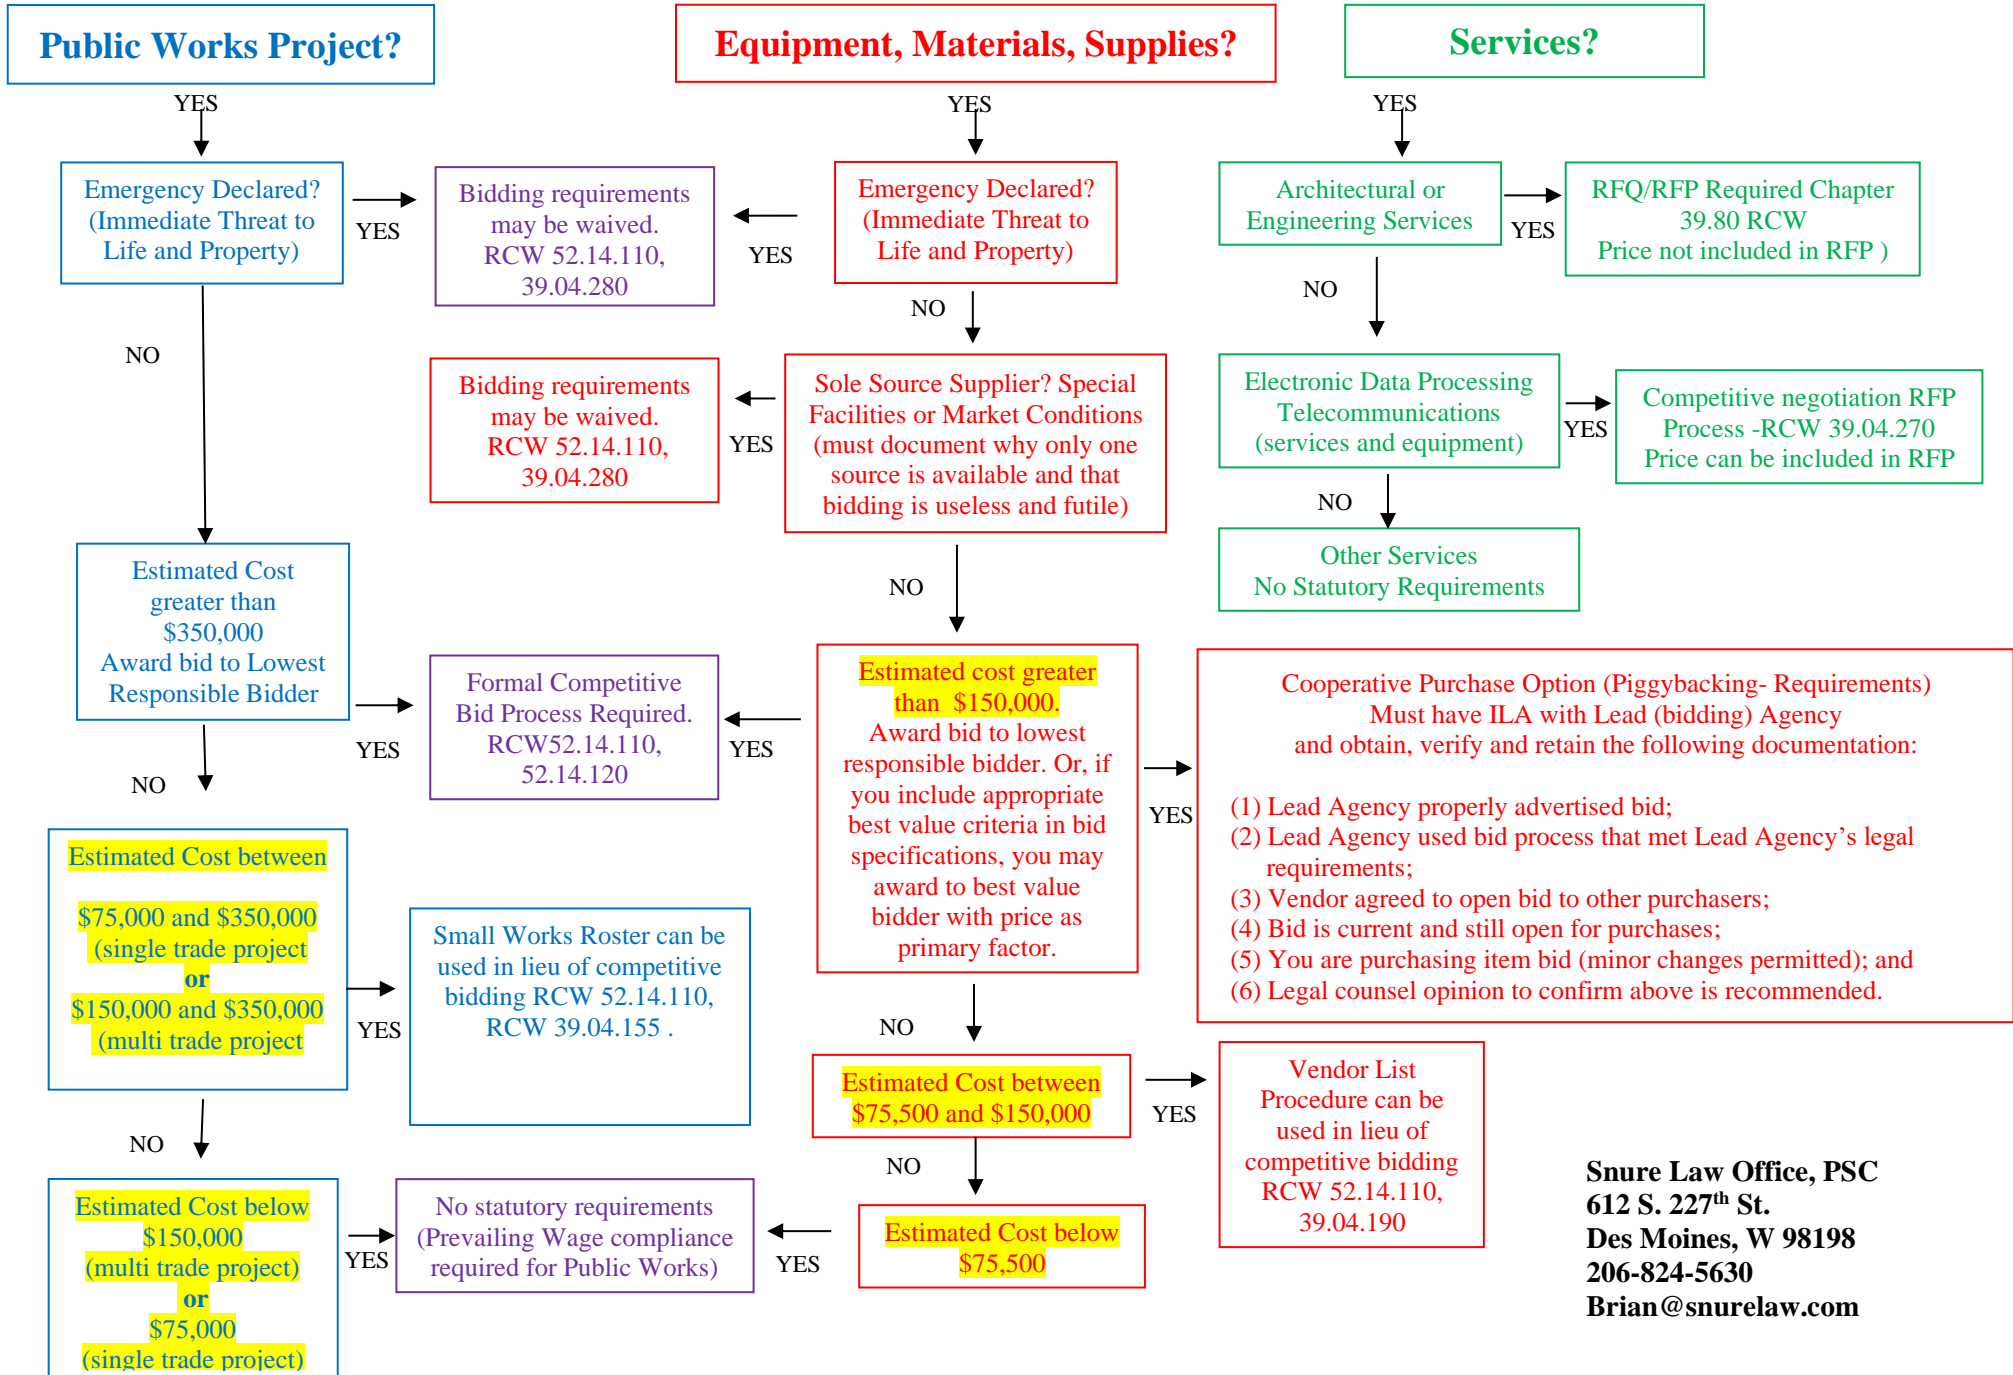 Public Works Project?
YES
Emergency Declared?
(Immediate Threat to
Life and Property)
YES
NO
Estimated Cost
greater than
$350,000
Award bid to Lowest
Responsible Bidder
YES
NO
Estimated Cost between
$75,000 and $350,000
(single trade project
or
$150,000 and $350,000
(multi trade project
YES
Small Works Roster can be
used in lieu of competitive
bidding RCW 52.14.110,
RCW 39.04.155 .
NO
Estimated Cost below
$150,000
(multi trade project)
or
$75,000
(single trade project)
YES
Bidding requirements
may be waived.
RCW 52.14.110,
39.04.280
Bidding requirements
may be waived.
RCW 52.14.110,
39.04.280
Formal Competitive
Bid Process Required.
RCW52.14.110,
52.14.120
No statutory requirements
(Prevailing Wage compliance
required for Public Works)
Equipment, Materials, Supplies?
YES
Emergency Declared?
(Immediate Threat to
Life and Property)
YES
NO
Sole Source Supplier? Special
Facilities or Market Conditions
(must document why only one
source is available and that
bidding is useless and futile)
YES
NO
Estimated cost greater
than $150,000.
Award bid to lowest
responsible bidder. Or, if
you include appropriate
best value criteria in bid
specifications, you may
award to best value
bidder with price as
primary factor.
YES
YES
Cooperative Purchase Option (Piggybacking- Requirements)
Must have ILA with Lead (bidding) Agency
and obtain, verify and retain the following documentation:
(1) Lead Agency properly advertised bid;
(2) Lead Agency used bid process that met Lead Agency’s legal
requirements;
(3) Vendor agreed to open bid to other purchasers;
(4) Bid is current and still open for purchases;
(5) You are purchasing item bid (minor changes permitted); and
(6) Legal counsel opinion to confirm above is recommended.
NO
Estimated Cost between
$75,500 and $150,000
YES
Vendor List
Procedure can be
used in lieu of
competitive bidding
RCW 52.14.110,
39.04.190
NO
Estimated Cost below
$75,500
YES
Services?
YES
Architectural or
Engineering Services
YES
RFQ/RFP Required Chapter
39.80 RCW
Price not included in RFP )
NO
Electronic Data Processing
Telecommunications
(services and equipment)
YES
Competitive negotiation RFP
Process -RCW 39.04.270
Price can be included in RFP
NO
Other Services
No Statutory Requirements
Snure Law Office, PSC
612 S. 227th St.
Des Moines, W 98198
206-824-5630
Brian@snurelaw.com